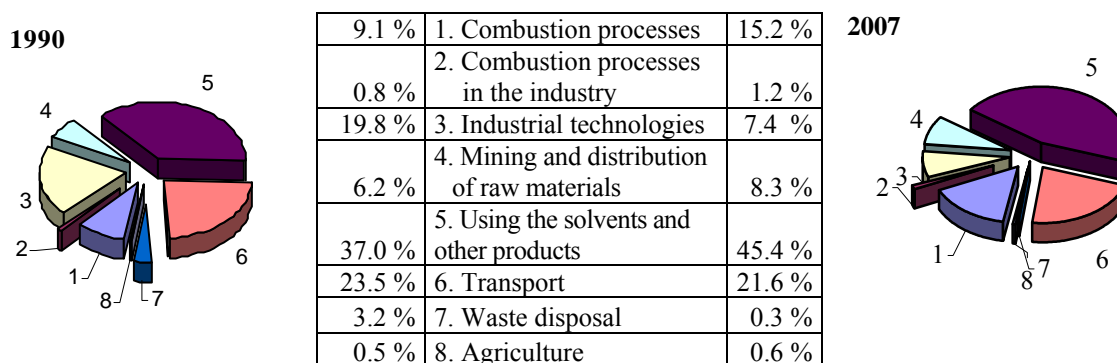 1990
5
4
3
2
1
8
7
6
9.1 % 1. Combustion processes 15.2 %
2. Combustion processes
0.8 % in the industry 1.2 %
19.8 % 3. Industrial technologies 7.4 %
4. Mining and distribution
6.2 % of raw materials 8.3 %
5. Using the solvents and
37.0 % other products 45.4 %
23.5 % 6. Transport 21.6 %
3.2 % 7. Waste disposal 0.3 %
0.5 % 8. Agriculture 0.6 %
2007
5
4
3
2
1
8
7
6